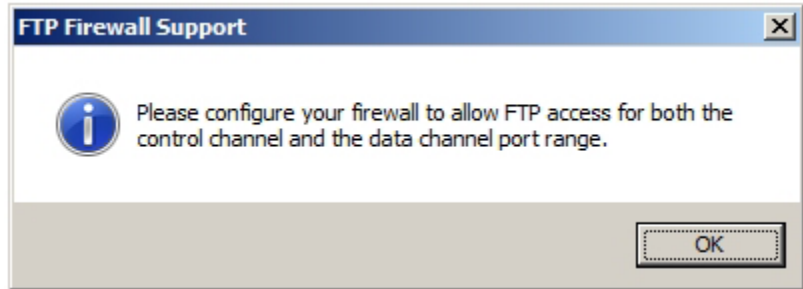 FTP Firewall Support
Please configure your firewall to allow FTP access for both the
control channel and the data channel port range.
OK